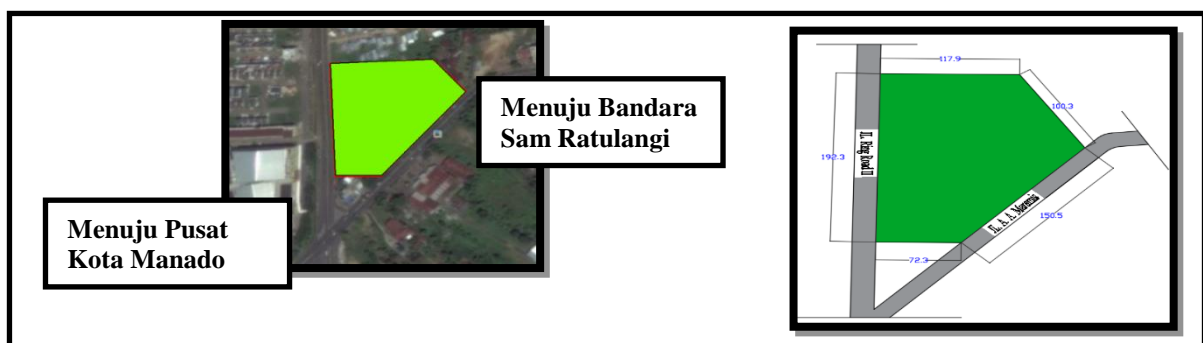 Menuju Bandara
Sam Ratulangi
Menuju Pusat
Kota Manado
117.9
100.3
192.3
Jl. Ring Road II
JL. A. A. Maramis
150.5
72.3